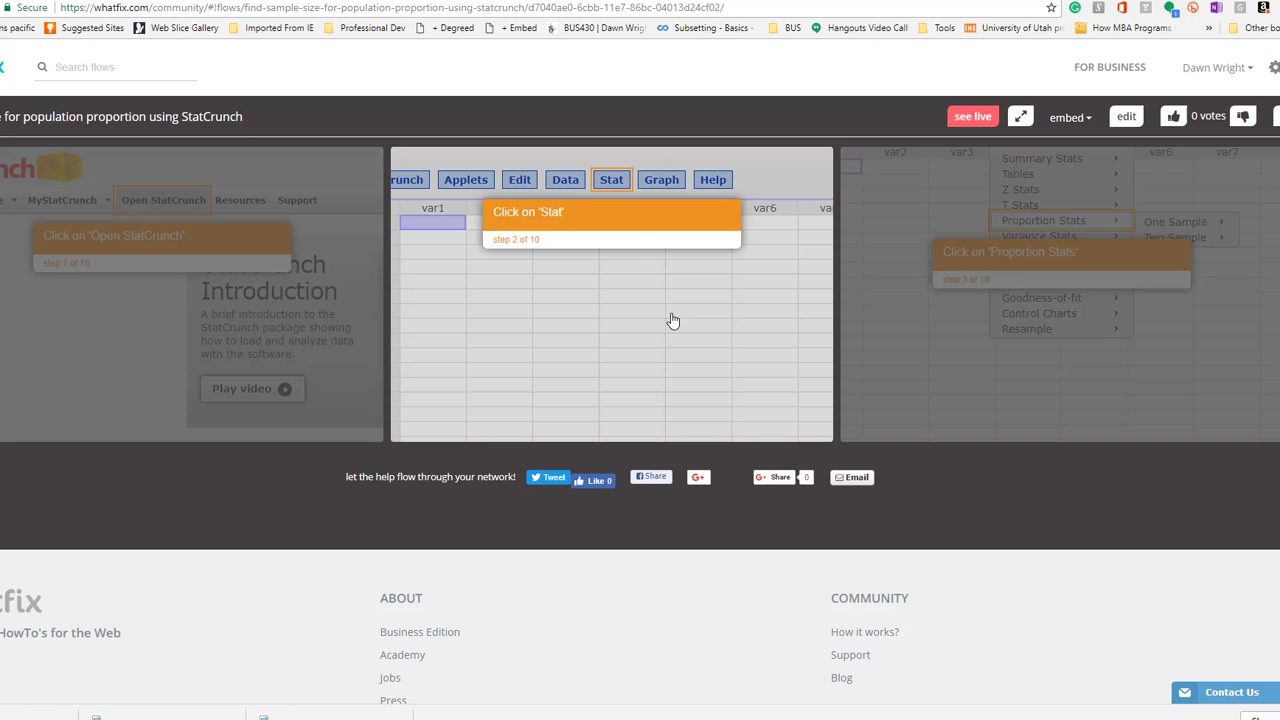 Secure https://whatfix.com/community/#!flows/find-sample-size-for-population-proportion-using-statcrunch/d7040ae0-6cbb-11e7-86bc-04013d24cf02/
n pacific Suggested Sites Web Slice Gallery Imported From IE Professional Dev + Degreed + Embed BUS430 | Dawn Wrigh Subsetting - Basics - BUS Hangouts Video Call Tools University of Utah pro How MBA Programs » Other bo
Search flows FOR BUSINESS Dawn Wright
e for population proportion using StatCrunch see live embed edit 0 votes
nch
e MyStatCrunch Open StatCrunch Resources Support
Click on 'Open StatCrunch'
step 1 of 10
Introduction
A brief introduction to the
StatCrunch package showing
how to load and analyze data
with the software.
Play video
runch Applets Edit Data Stat Graph Help
var1 var6 va
Click on 'Stat'
step 2 of 10
var2 var3 var6 var7
Summary Stats
Tables
Z Stats
T Stats
Proportion Stats One Sample
Variance Stats Two Sample
Click on 'Proportion Stats'
step 3 of 10
Goodness-of-fit
Control Charts
Resample
let the help flow through your network! Tweet Like 0 Share G+ G+ Share 0 Email
tfix
HowTo's for the Web
ABOUT
Business Edition
Academy
Jobs
Press
COMMUNITY
How it works?
Support
Blog
Contact Us